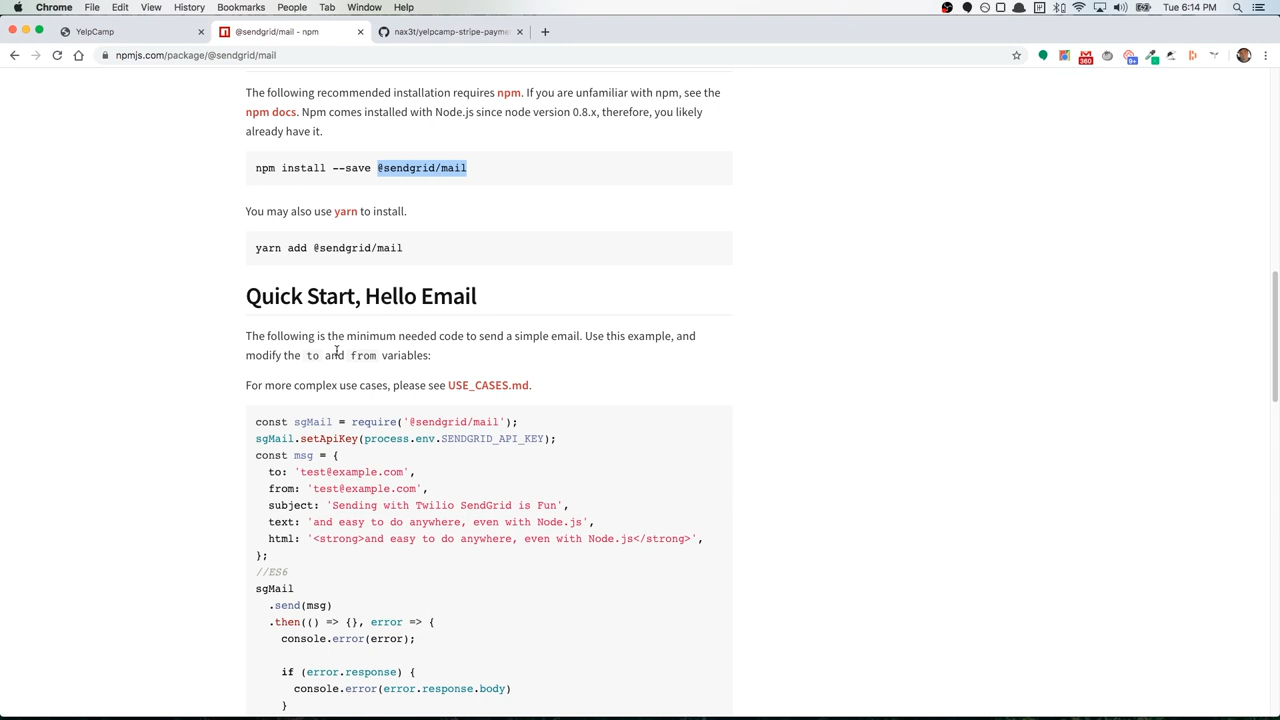 Chrome File Edit View History Bookmarks People Tab Window Help Tue 6:14 PM
YelpCamp @sendgrid/mail - npm nax3t/yelpcamp-stripe-payme
npmjs.com/package/@sendgrid/mail 360 9+
The following recommended installation requires npm. If you are unfamiliar with npm, see the
npm docs. Npm comes installed with Node.js since node version 0.8.x, therefore, you likely
already have it.
npm install --save @sendgrid/mail
You may also use yarn to install.
yarn add @sendgrid/mail
Quick Start, Hello Email
The following is the minimum needed code to send a simple email. Use this example, and
modify the to and from variables:
For more complex use cases, please see USE_CASES.md.
const sgMail = require('@sendgrid/mail');
sgMail.setApiKey(process.env.SENDGRID_API_KEY);
const msg = {
to: 'test@example.com',
from: 'test@example.com',
subject: 'Sending with Twilio SendGrid is Fun',
text: 'and easy to do anywhere, even with Node.js',
html: '<strong>and easy to do anywhere, even with Node.js</strong>',
};
//ES6
sgMail
.send(msg)
.then(() => {}, error => {
console.error(error);
if (error.response) {
console.error(error.response.body)
}